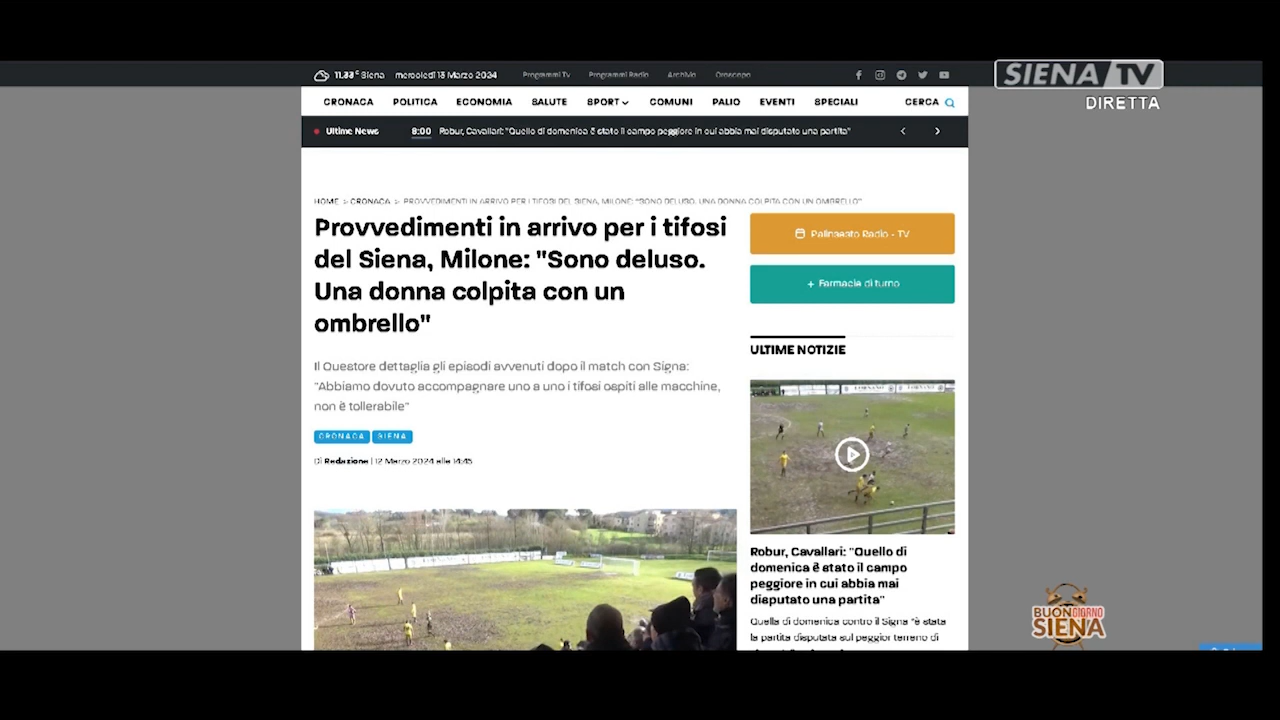 11.33°C Siena mercoledì 13 Marzo 2024 Programmi Tv Programmi Radio Archivio Oroscopo
SIENA TV
DIRETTA
CRONACA POLITICA ECONOMIA SALUTE SPORT COMUNI PALIO EVENTI SPECIALI CERCA
Ultime News 8:00 Robur, Cavallari: "Quello di domenica è stato il campo peggiore in cui abbia mai disputato una partita"
HOME > CRONACA > PROVVEDIMENTI IN ARRIVO PER I TIFOSI DEL SIENA, MILONE: "SONO DELUSO. UNA DONNA COLPITA CON UN OMBRELLO"
Provvedimenti in arrivo per i tifosi
del Siena, Milone: "Sono deluso.
Una donna colpita con un
ombrello"
Il Questore dettaglia gli episodi avvenuti dopo il match con Signa:
"Abbiamo dovuto accompagnare uno a uno i tifosi ospiti alle macchine,
non è tollerabile"
CRONACA SIENA
Di Redazione | 12 Marzo 2024 alle 14:45
Palinsesto Radio - TV
+ Farmacie di turno
ULTIME NOTIZIE
Robur, Cavallari: "Quello di
domenica è stato il campo
peggiore in cui abbia mai
disputato una partita"
Quella di domenica contro il Signa "è stata
la partita disputata sul peggior terreno di
BUONGIORNO
SIENA